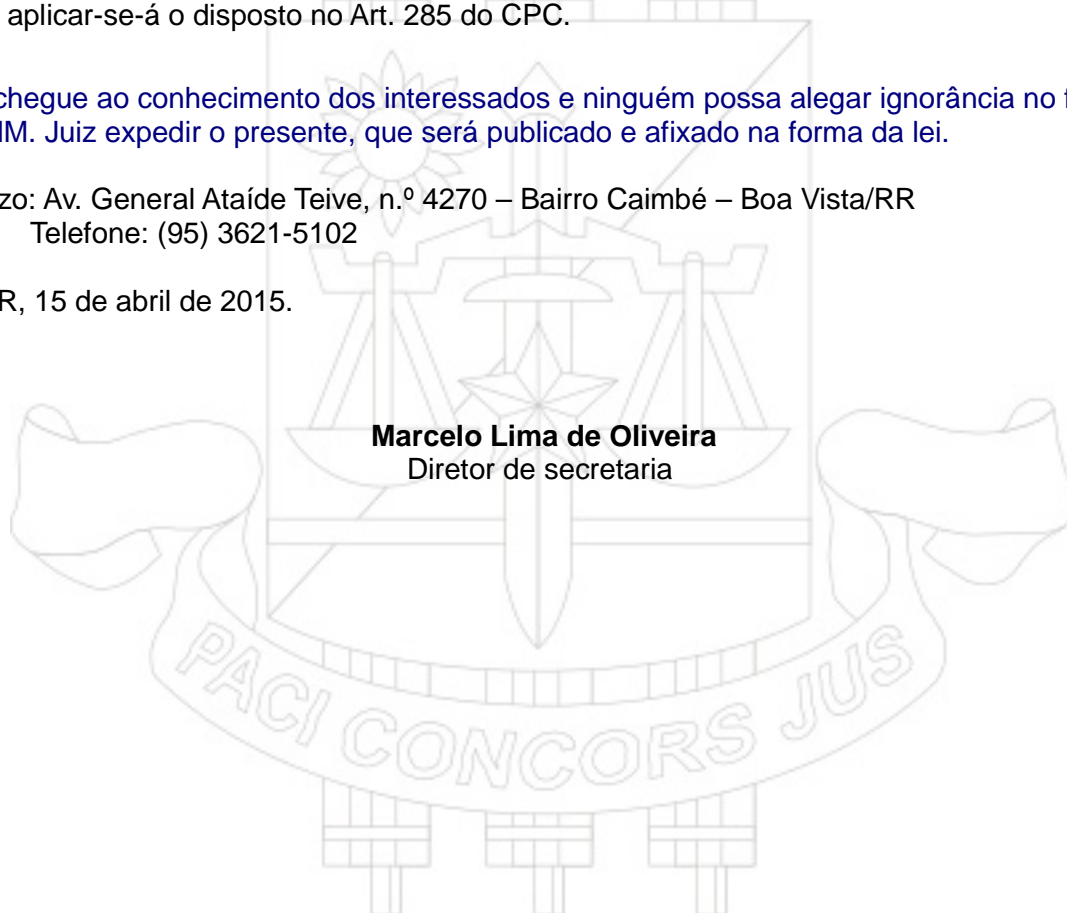 aplicar-se-á o disposto no Art. 285 do CPC.
chegue ao conhecimento dos interessados e ninguém possa alegar ignorância no
MM. Juiz expedir o presente, que será publicado e afixado na forma da lei.
zo: Av. General Ataíde Teive, n.º 4270 – Bairro Caimbé – Boa Vista/RR
Telefone: (95) 3621-5102
R, 15 de abril de 2015.
Marcelo Lima de Oliveira
Diretor de secretaria
PACI CONCORS JUS